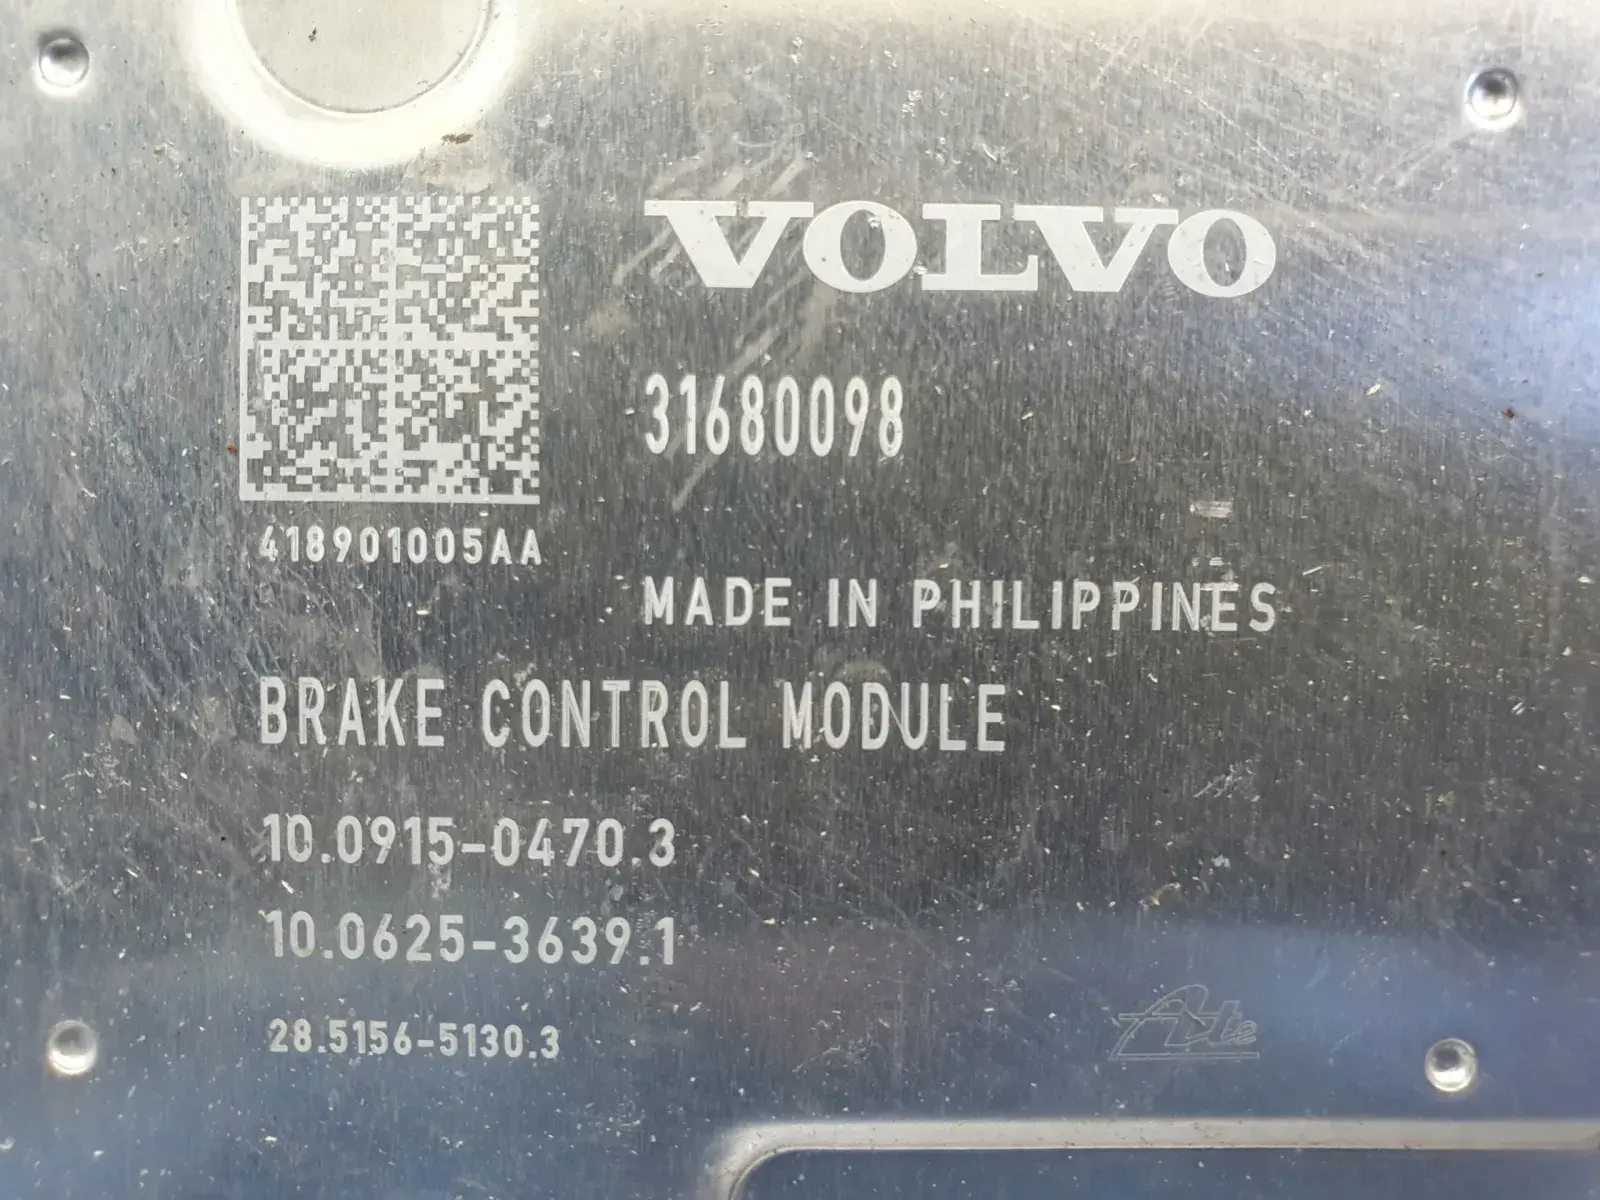 VOLVO
31680098
418901005AA
MADE IN PHILIPPINES
BRAKE CONTROL MODULE
10.0915-0470.3
10.0625-3639.1
28.5156-5130.3
Ate